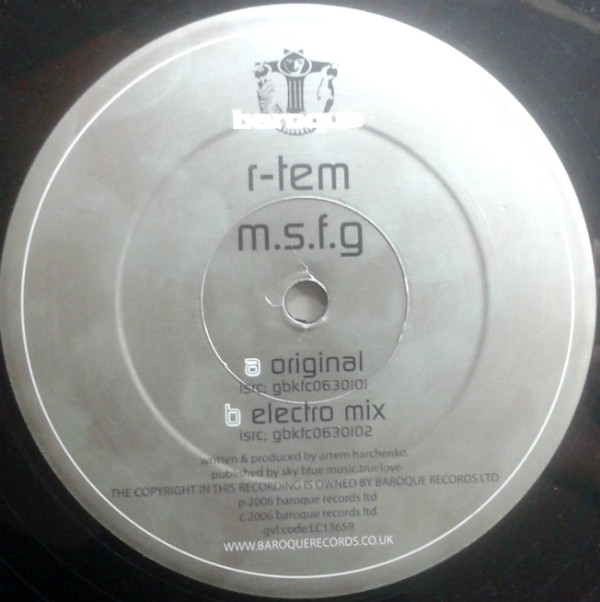 baroque
r-tem
m.s.f.g
a original
isrc: gbkfc0630101
b electro mix
isrc: gbkfc0630102
written & produced by artem harchenko.
published by sky blue music.truelove
THE COPYRIGHT IN THIS RECORDING IS OWNED BY BAROQUE RECORDS LTD
p 2006 baroque records ltd
c 2006 baroque records ltd
gvl code:LC13659
WWW.BAROQUERECORDS.CO.UK